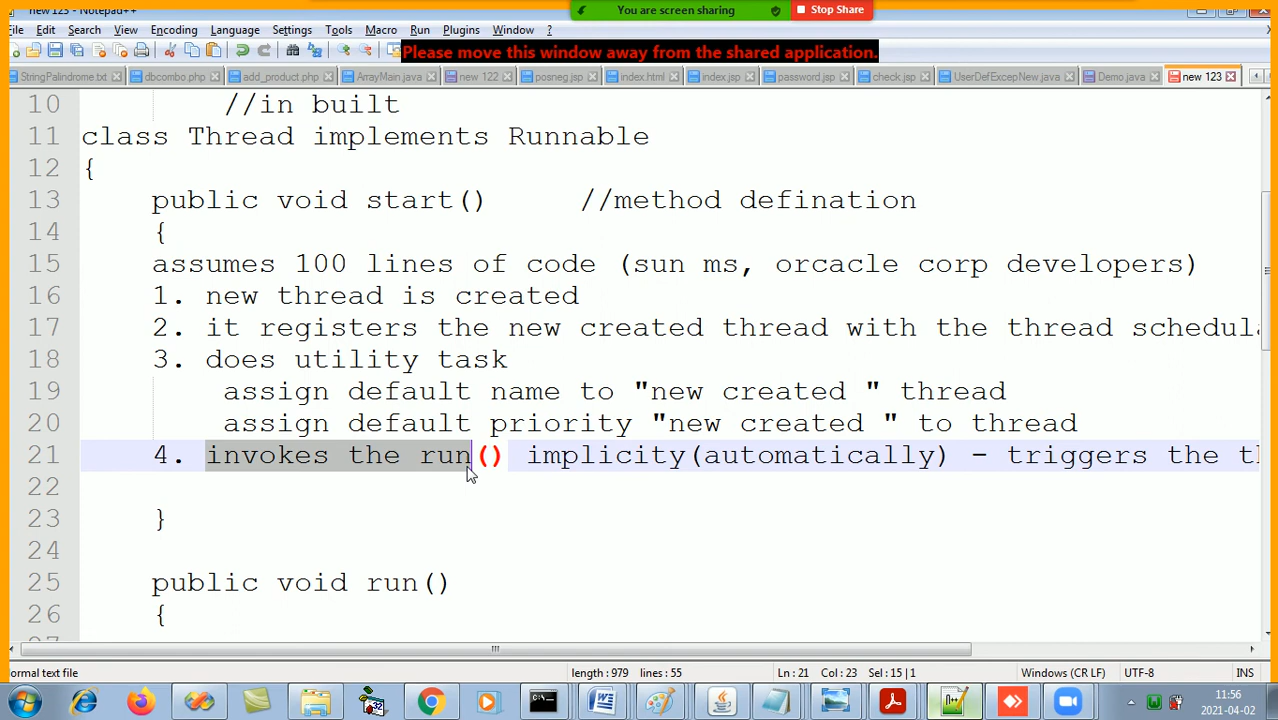 new 123 - Notepad++
You are screen sharing
Stop Share
File Edit Search View Encoding Language Settings Tools Macro Run Plugins Window ?
Please move this window away from the shared application.
StringPalindrome.txt dbcombo.php add_product.php ArrayMain.java new 122 posneg.jsp index.html index.jsp password.jsp check.jsp UserDefExcepNew.java Demo.java new 123
10 //in built
11 class Thread implements Runnable
12 {
13 public void start() //method defination
14 {
15 assumes 100 lines of code (sun ms, orcacle corp developers)
16 1. new thread is created
17 2. it registers the new created thread with the thread schedula
18 3. does utility task
19 assign default name to "new created " thread
20 assign default priority "new created " to thread
21 4. invokes the run() implicity(automatically) - triggers the th
22
23 }
24
25 public void run()
26 {
ormal text file length : 979 lines : 55 Ln : 21 Col : 23 Sel : 15 | 1 Windows (CR LF) UTF-8 INS
11:56
2021-04-02